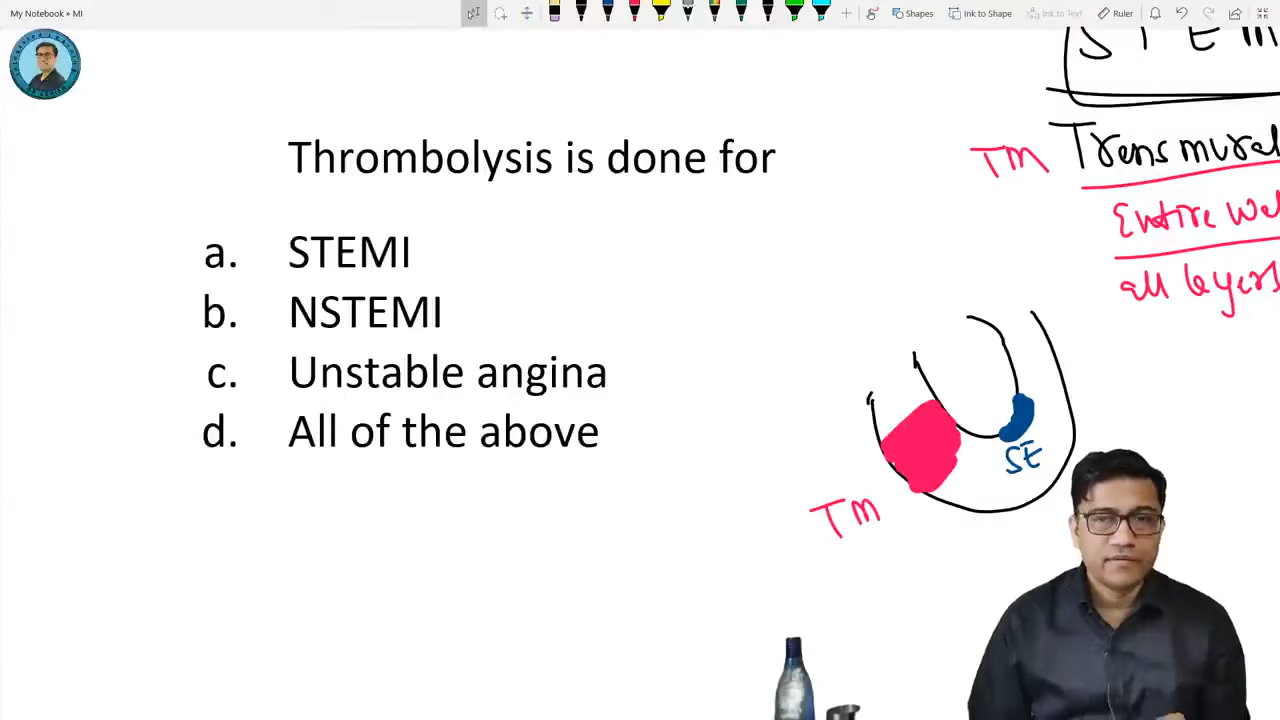 My Notebook » MI
Shapes
Ink to Shape
Ink to Text
Ruler
STEM
TM Transmural
Entire
all layers
Thrombolysis is done for
a. STEMI
b. NSTEMI
c. Unstable angina
d. All of the above
SE
TM